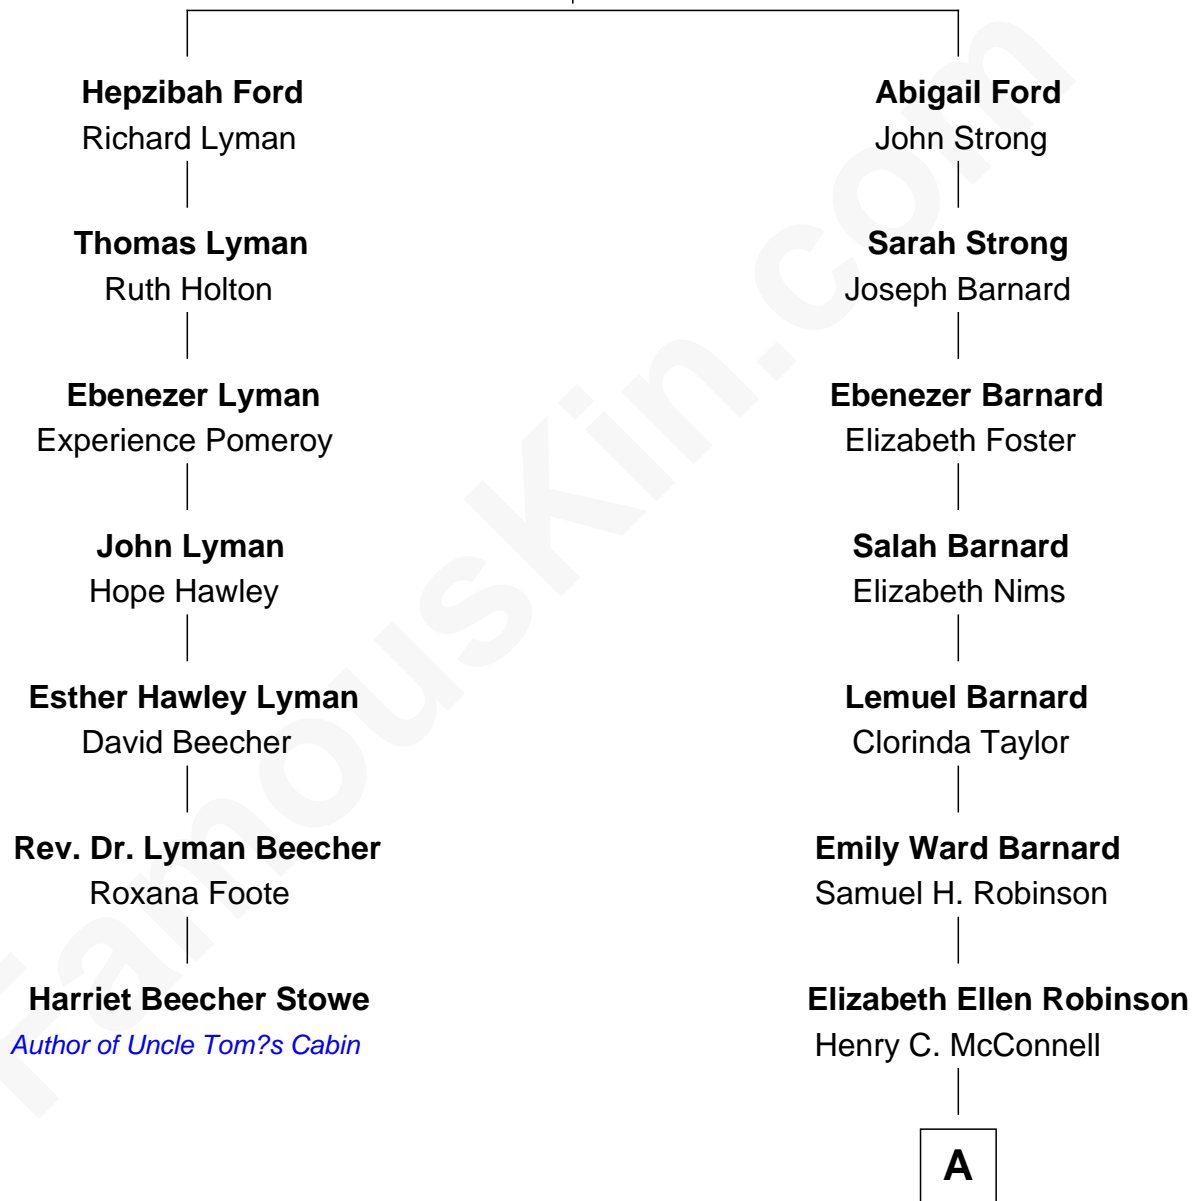 Hepzibah Ford
Richard Lyman
Thomas Lyman
Ruth Holton
Ebenezer Lyman
Experience Pomeroy
John Lyman
Hope Hawley
Esther Hawley Lyman
David Beecher
Rev. Dr. Lyman Beecher
Roxana Foote
Harriet Beecher Stowe
Author of Uncle Tom?s Cabin
Abigail Ford
John Strong
Sarah Strong
Joseph Barnard
Ebenezer Barnard
Elizabeth Foster
Salah Barnard
Elizabeth Nims
Lemuel Barnard
Clorinda Taylor
Emily Ward Barnard
Samuel H. Robinson
Elizabeth Ellen Robinson
Henry C. McConnell
A
FamousKin.com